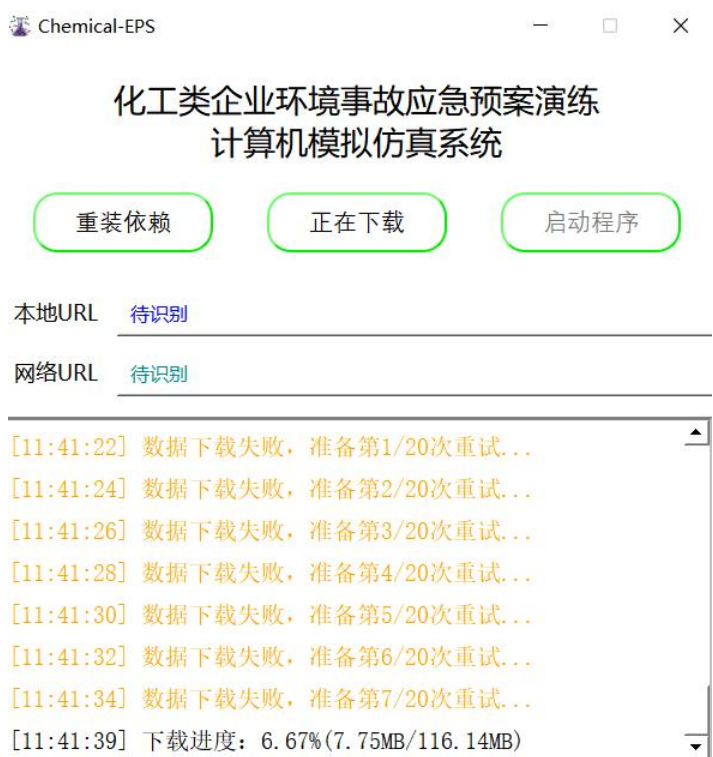 Chemical-EPS
化工类企业环境事故应急预案演练
计算机模拟仿真系统
重装依赖 正在下载 启动程序
本地URL 待识别
网络URL 待识别
[11:41:22] 数据下载失败，准备第1/20次重试...
[11:41:24] 数据下载失败，准备第2/20次重试...
[11:41:26] 数据下载失败，准备第3/20次重试...
[11:41:28] 数据下载失败，准备第4/20次重试...
[11:41:30] 数据下载失败，准备第5/20次重试...
[11:41:32] 数据下载失败，准备第6/20次重试...
[11:41:34] 数据下载失败，准备第7/20次重试...
[11:41:39] 下载进度：6.67%(7.75MB/116.14MB)